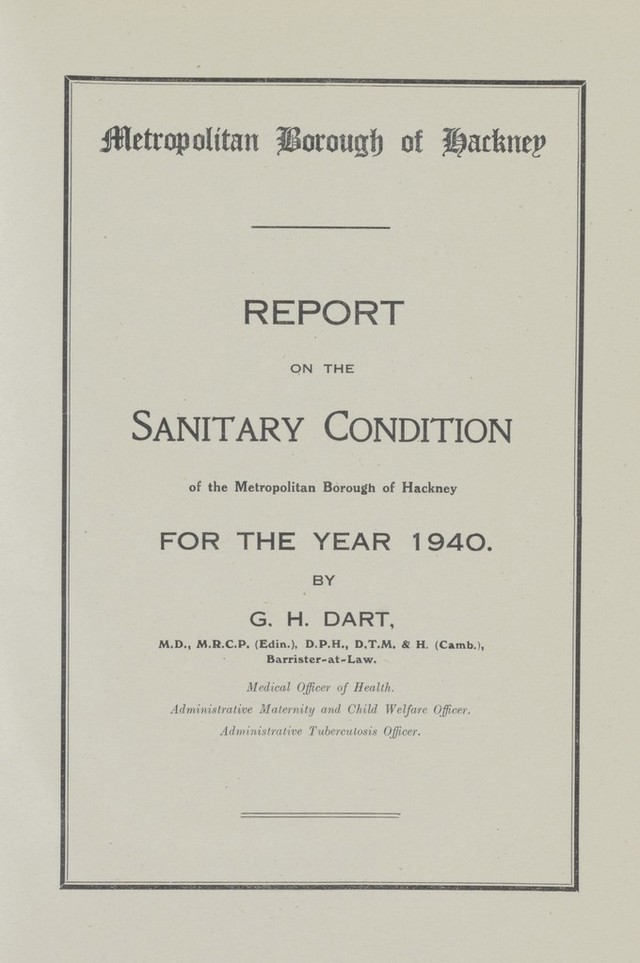 Metropolitan Borough of Hackney
REPORT
ON THE
SANITARY CONDITION
of the Metropolitan Borough of Hackney
FOR THE YEAR 1940.
BY
G. H. DART,
M.D., M.R.C.P. (Edin.), D.P.H., D.T.M. & H. (Camb.),
Barrister-at-Law.
Medical Officer of Health.
Administrative Maternity and Child Welfare Officer.
Administrative Tuberculosis Officer.